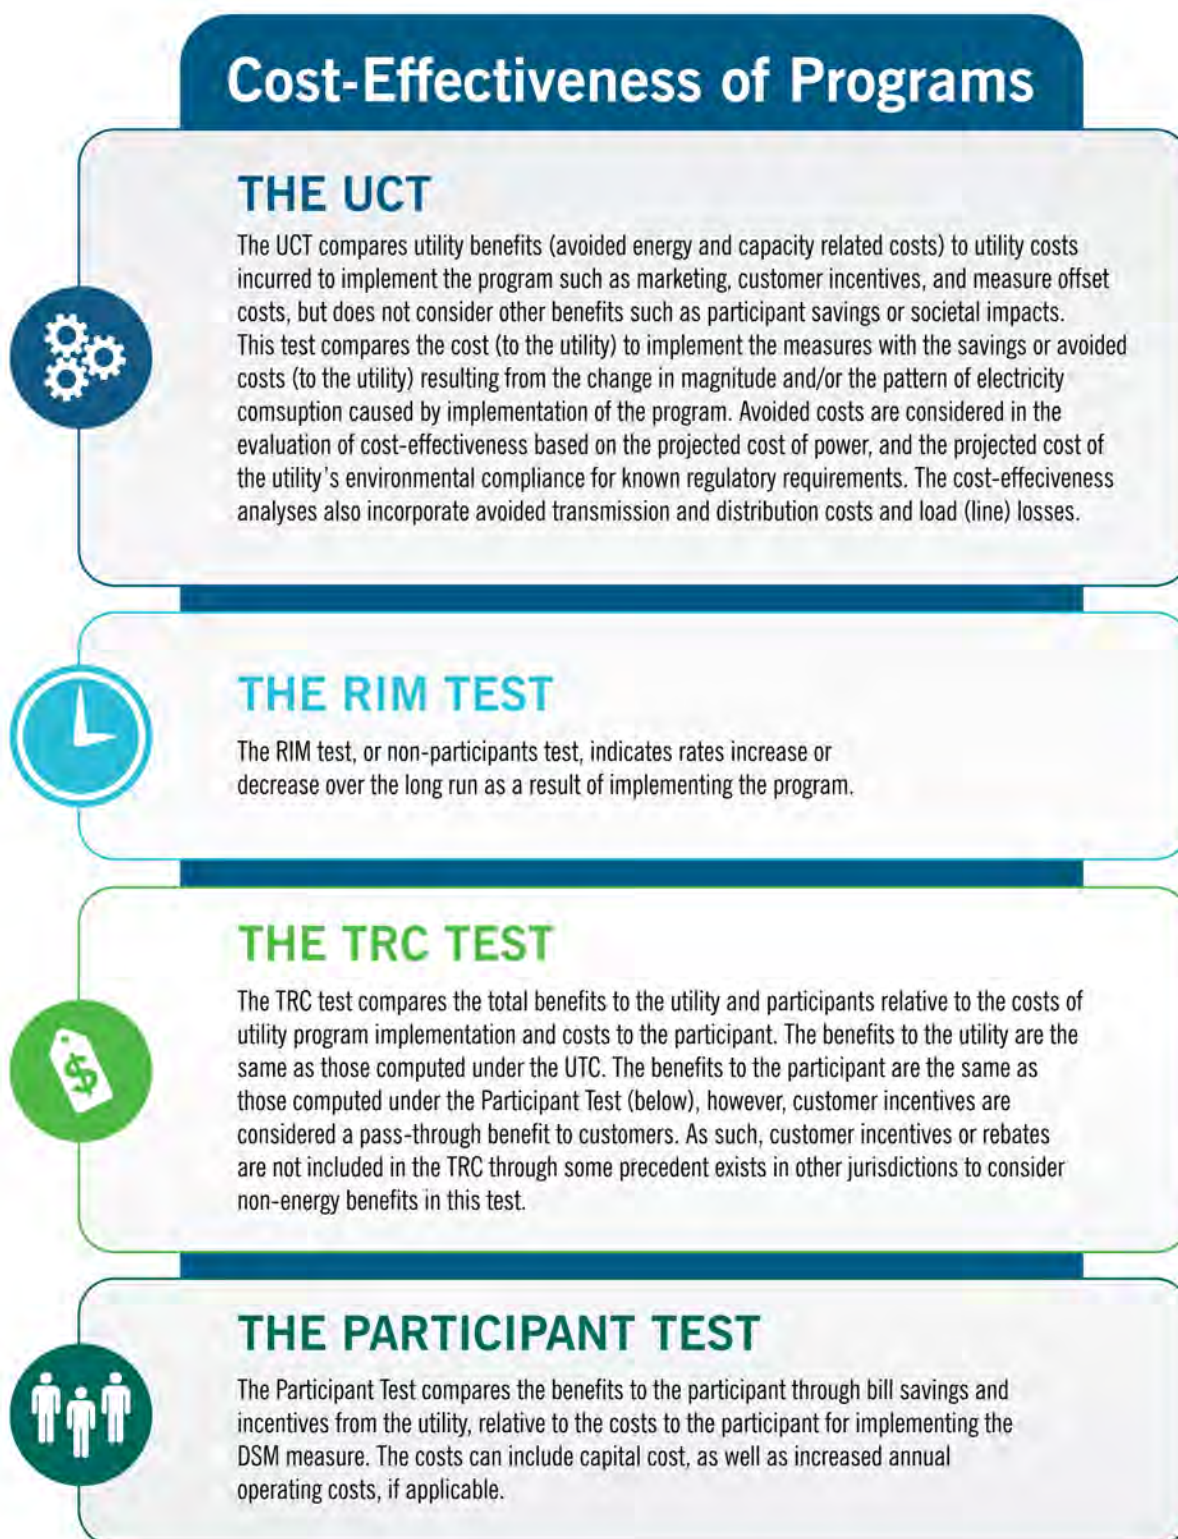 Cost-Effectiveness of Programs
THE UCT
The UCT compares utility benefits (avoided energy and capacity related costs) to utility costs
incurred to implement the program such as marketing, customer incentives, and measure offset
costs, but does not consider other benefits such as participant savings or societal impacts.
This test compares the cost (to the utility) to implement the measures with the savings or avoided
costs (to the utility) resulting from the change in magnitude and/or the pattern of electricity
comsuption caused by implementation of the program. Avoided costs are considered in the
evaluation of cost-effectiveness based on the projected cost of power, and the projected cost of
the utility's environmental compliance for known regulatory requirements. The cost-effeciveness
analyses also incorporate avoided transmission and distribution costs and load (line) losses.
THE RIM TEST
The RIM test, or non-participants test, indicates rates increase or
decrease over the long run as a result of implementing the program.
THE TRC TEST
$
The TRC test compares the total benefits to the utility and participants relative to the costs of
utility program implementation and costs to the participant. The benefits to the utility are the
same as those computed under the UTC. The benefits to the participant are the same as
those computed under the Participant Test (below), however, customer incentives are
considered a pass-through benefit to customers. As such, customer incentives or rebates
are not included in the TRC through some precedent exists in other jurisdictions to consider
non-energy benefits in this test.
THE PARTICIPANT TEST
The Participant Test compares the benefits to the participant through bill savings and
incentives from the utility, relative to the costs to the participant for implementing the
DSM measure. The costs can include capital cost, as well as increased annual
operating costs, if applicable.